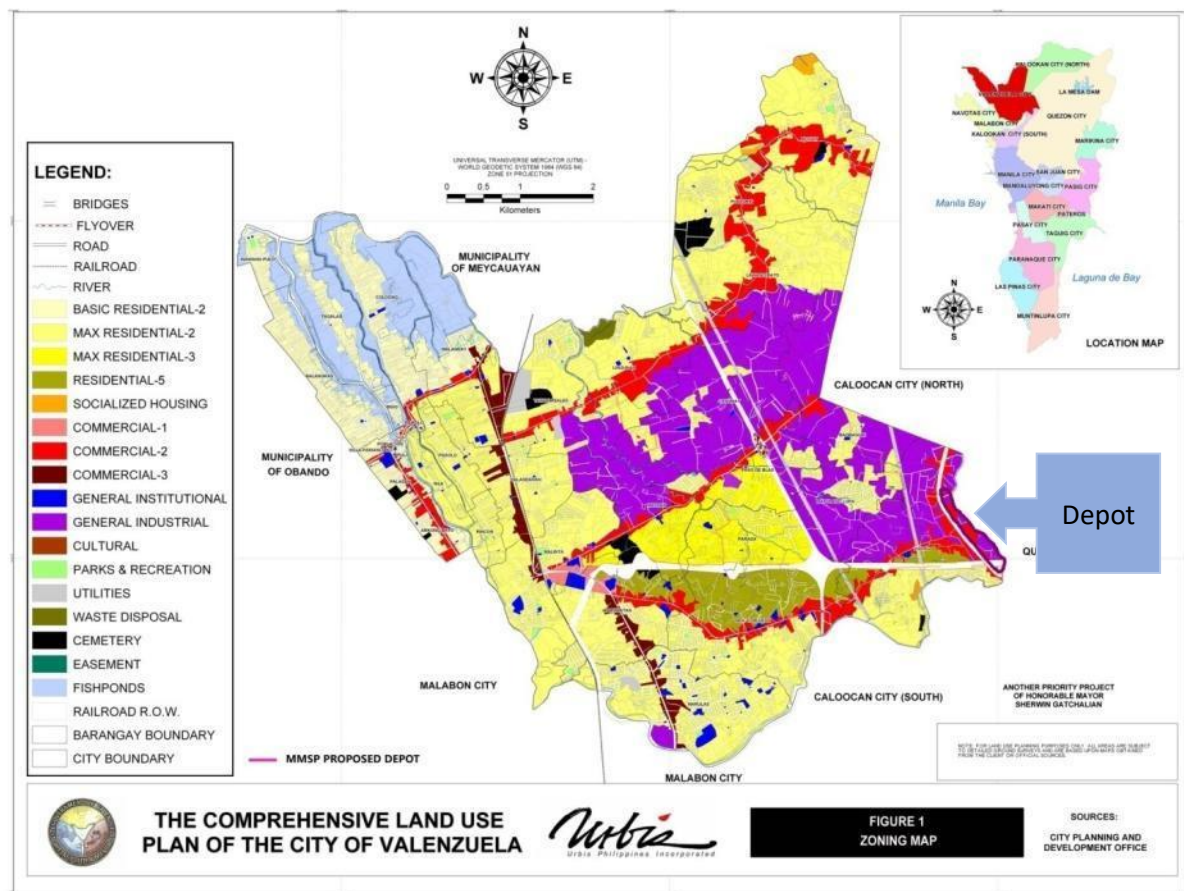 N
W
E
S
UNIVERSAL TRANSVERSE MERCATOR (UTM) -
WORLD GEODETIC SYSTEM 1984 (WGS 84)
ZONE 51 PROJECTION
0 0.5 1 2
Kilometers
LEGEND:
BRIDGES
FLYOVER
ROAD
RAILROAD
RIVER
BASIC RESIDENTIAL-2
MAX RESIDENTIAL-2
MAX RESIDENTIAL-3
RESIDENTIAL-5
SOCIALIZED HOUSING
COMMERCIAL-1
COMMERCIAL-2
COMMERCIAL-3
GENERAL INSTITUTIONAL
GENERAL INDUSTRIAL
CULTURAL
PARKS & RECREATION
UTILITIES
WASTE DISPOSAL
CEMETERY
EASEMENT
FISHPONDS
RAILROAD R.O.W.
BARANGAY BOUNDARY
CITY BOUNDARY
MMSP PROPOSED DEPOT
MUNICIPALITY
OF MEYCAUAYAN
MUNICIPALITY
OF OBANDO
MALABON CITY
CALOOCAN CITY (NORTH)
CALOOCAN CITY (SOUTH)
MALABON CITY
QU
Depot
KALOOKAN CITY (NORTH)
LA MESA DAM
NAVOTAS CITY
MALABON CITY
QUEZON CITY
KALOOKAN CITY (SOUTH)
MARIKINA CITY
MANILA CITY
SAN JUAN CITY
MANDALUYONG CITY
PASIG CITY
Manila Bay
MAKATI CITY
PATEROS
PASAY CITY
TAGUIG CITY
PARANAQUE CITY
Laguna de Bay
LAS PINAS CITY
MUNTINLUPA CITY
N
W
E
S
LOCATION MAP
ANOTHER PRIORITY PROJECT
OF HONORABLE MAYOR
SHERWIN GATCHALIAN
THE COMPREHENSIVE LAND USE
PLAN OF THE CITY OF VALENZUELA
Urbis
Urbis Philippines Incorporated
FIGURE 1
ZONING MAP
SOURCES:
CITY PLANNING AND
DEVELOPMENT OFFICE